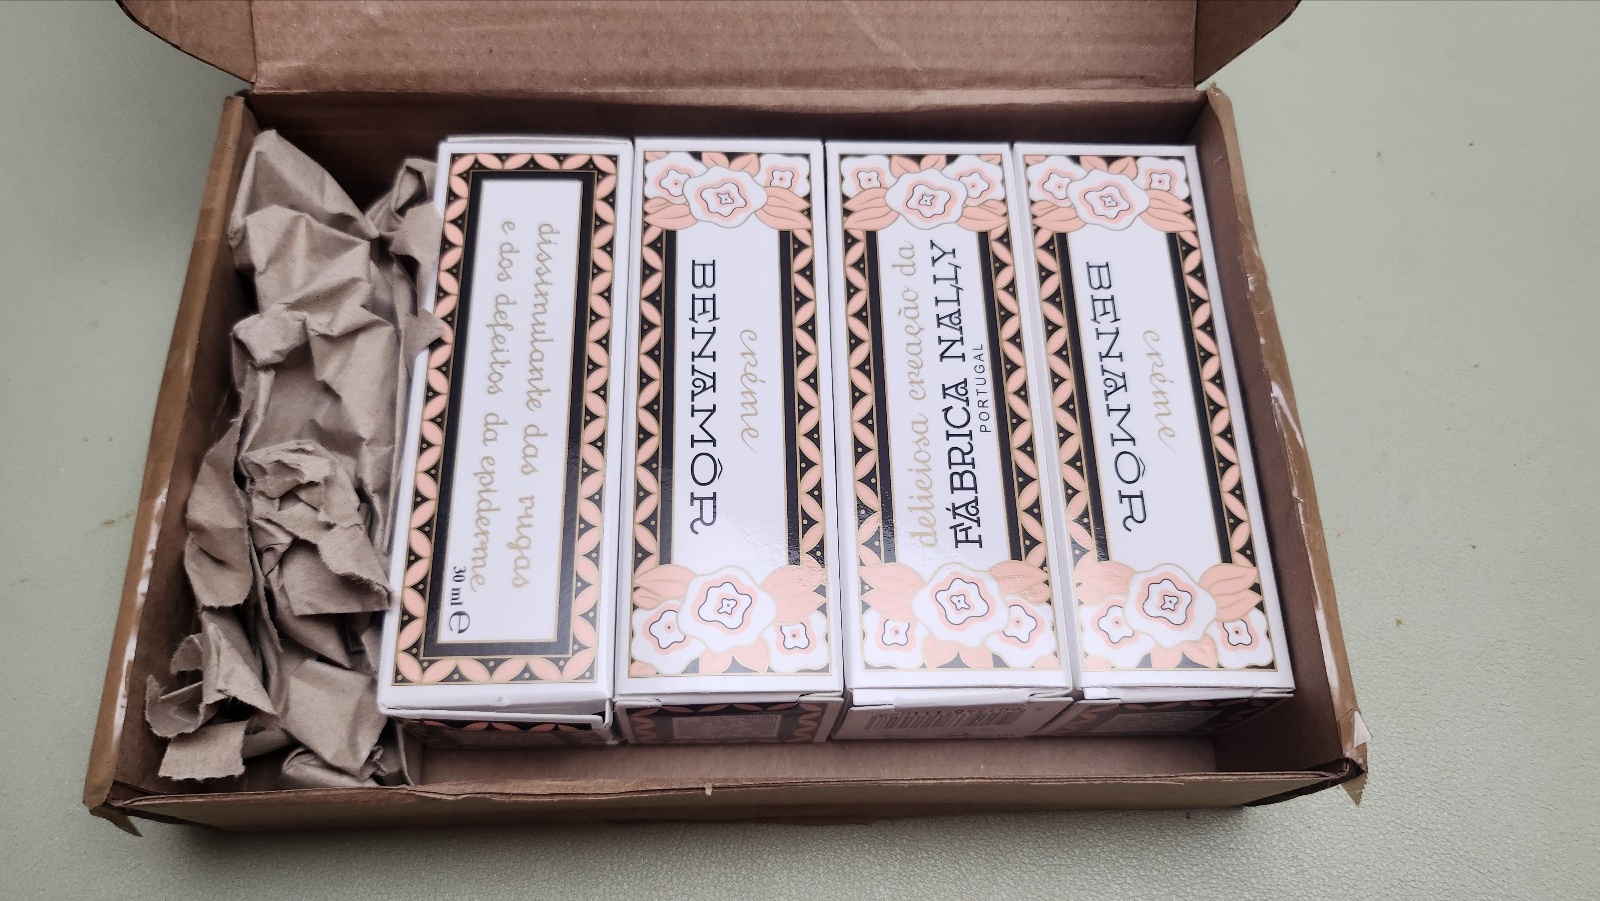 dissimulante das rugas
e dos defeitos da epiderme
30 ml e
créme
BENAMÔR
deliciosa creação da
FÁBRICA NALLY
PORTUGAL
créme
BENAMÔR